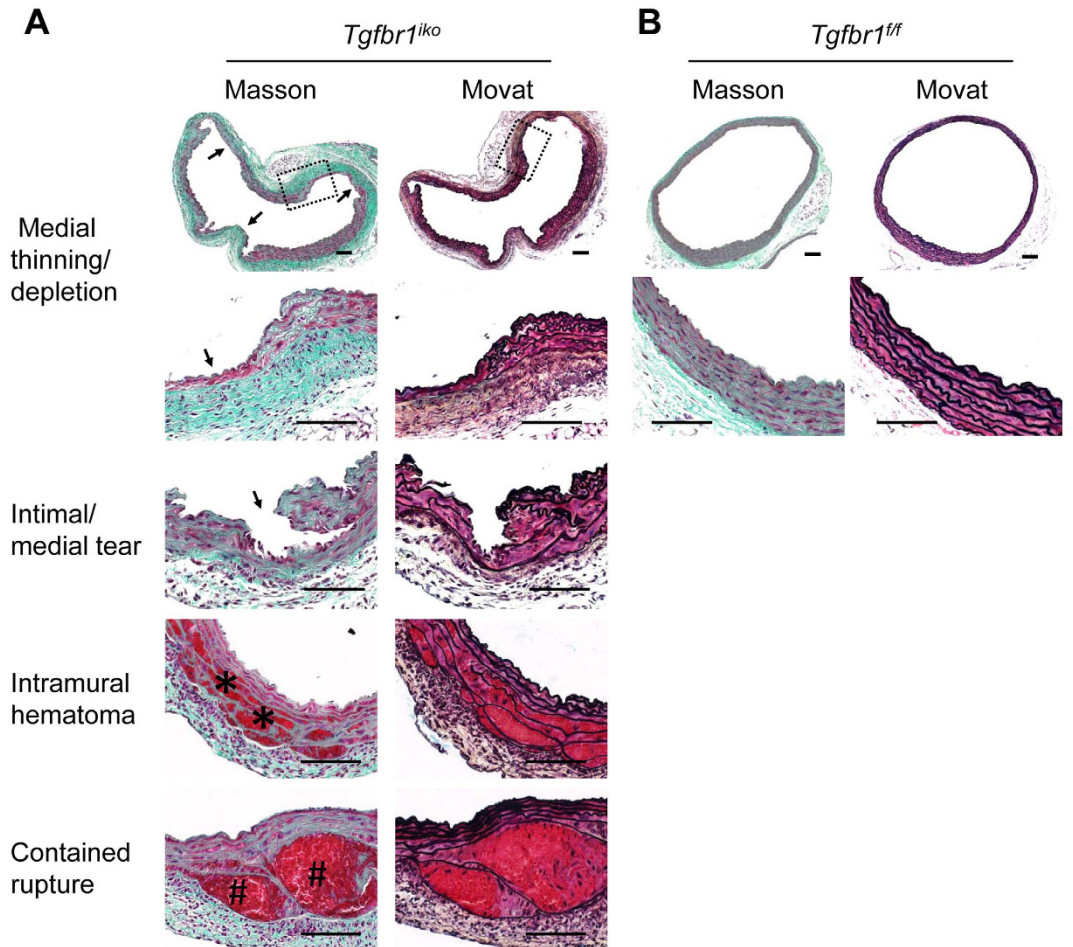 A
Tgfbr1iko
Masson
Movat
B
Tgfbr1f/f
Masson
Movat
Medial
thinning/
depletion
Intimal/
medial tear
Intramural
hematoma
*
*
Contained
rupture
#
#